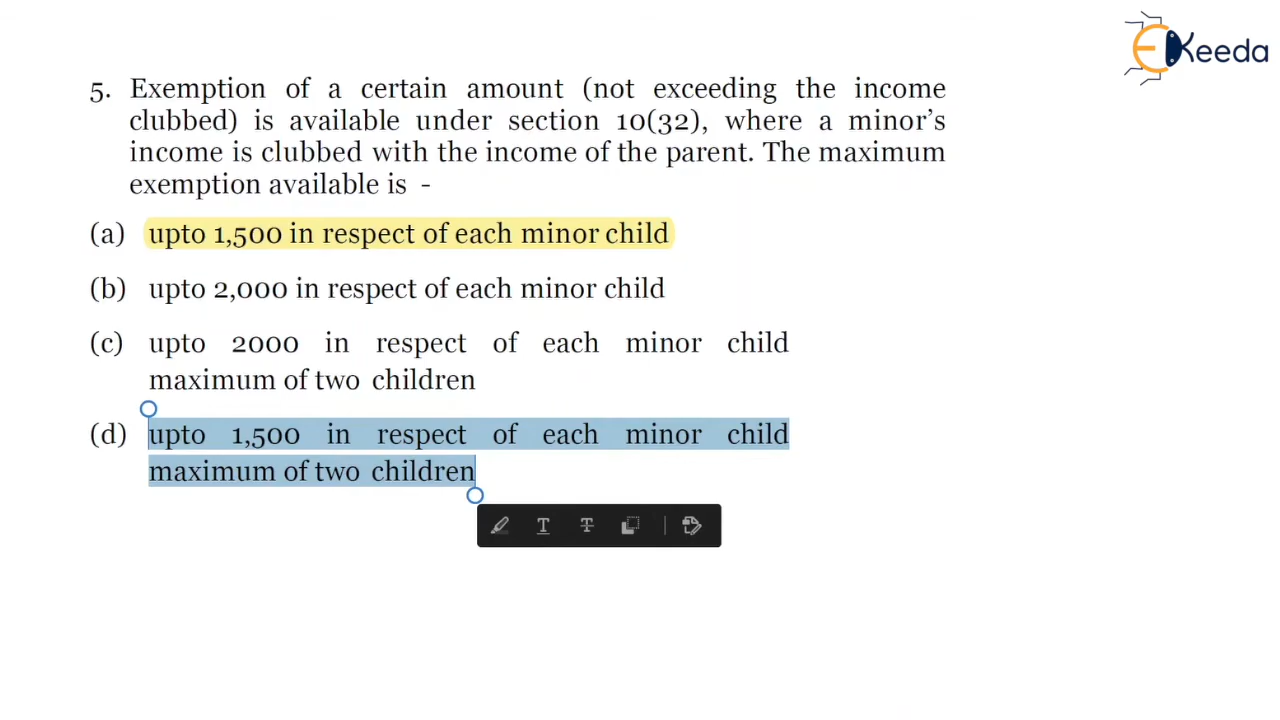 EKeeda
5. Exemption of a certain amount (not exceeding the income
clubbed) is available under section 10(32), where a minor's
income is clubbed with the income of the parent. The maximum
exemption available is -
(a) upto 1,500 in respect of each minor child
(b) upto 2,000 in respect of each minor child
(c) upto 2000 in respect of each minor child
maximum of two children
(d) upto 1,500 in respect of each minor child
maximum of two children